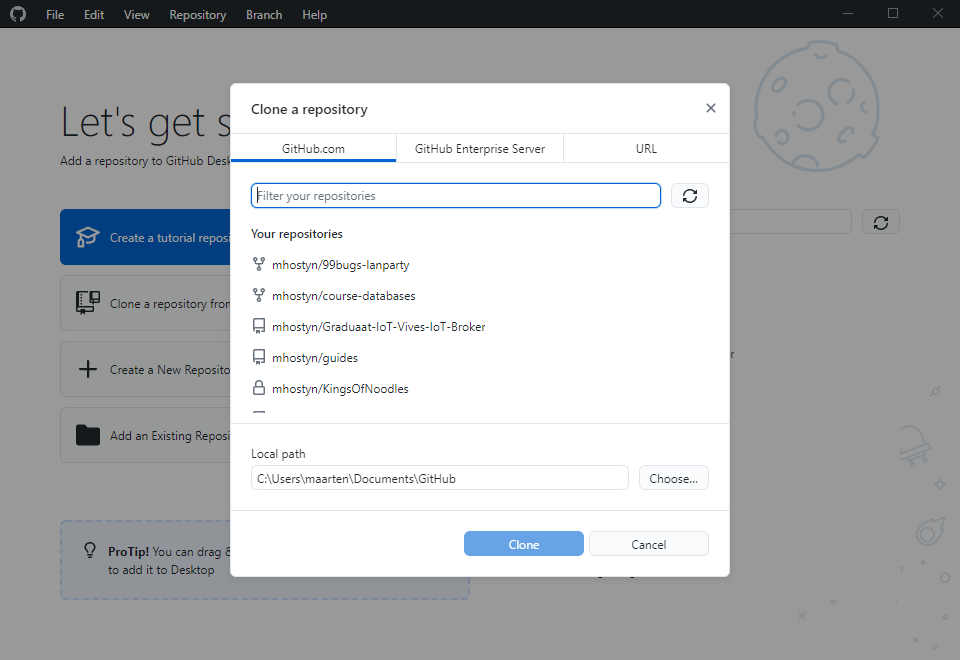 File Edit View Repository Branch Help
Let's get s
Add a repository to GitHub Desk
Create a tutorial reposi
Clone a repository fron
Create a New Reposito
Add an Existing Reposi
ProTip! You can drag &
to add it to Desktop
Clone a repository
GitHub.com GitHub Enterprise Server URL
Filter your repositories
Your repositories
mhostyn/99bugs-lanparty
mhostyn/course-databases
mhostyn/Graduaat-IoT-Vives-IoT-Broker
mhostyn/guides
mhostyn/KingsOfNoodles
Local path
C:\Users\maarten\Documents\GitHub
Choose...
Clone Cancel